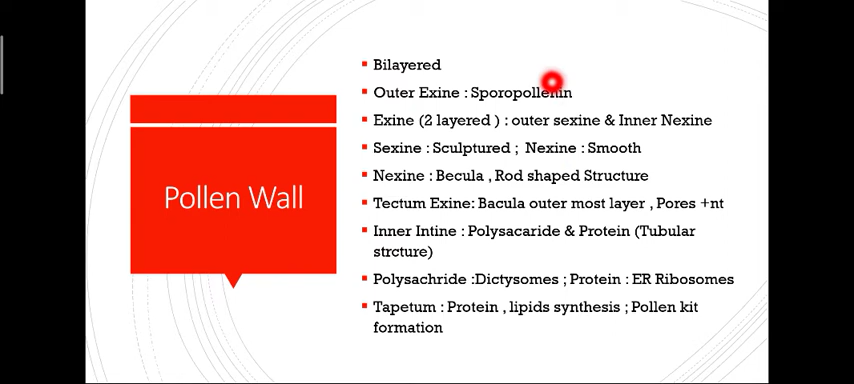 Pollen Wall
Bilayered
Outer Exine : Sporopollenin
Exine (2 layered ) : outer sexine & Inner Nexine
Sexine : Sculptured ; Nexine : Smooth
Nexine : Becula , Rod shaped Structure
Tectum Exine: Bacula outer most layer , Pores +nt
Inner Intine : Polysacaride & Protein (Tubular
strcture)
Polysachride :Dictysomes ; Protein : ER Ribosomes
Tapetum : Protein , lipids synthesis ; Pollen kit
formation